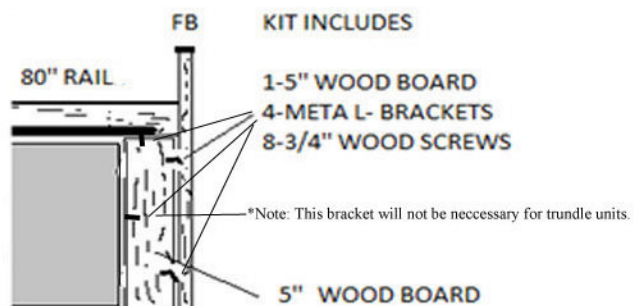 FB
KIT INCLUDES
80" RAIL
1-5" WOOD BOARD
4-META L- BRACKETS
8-3/4" WOOD SCREWS
*Note: This bracket will not be neccessary for trundle units.
5" WOOD BOARD